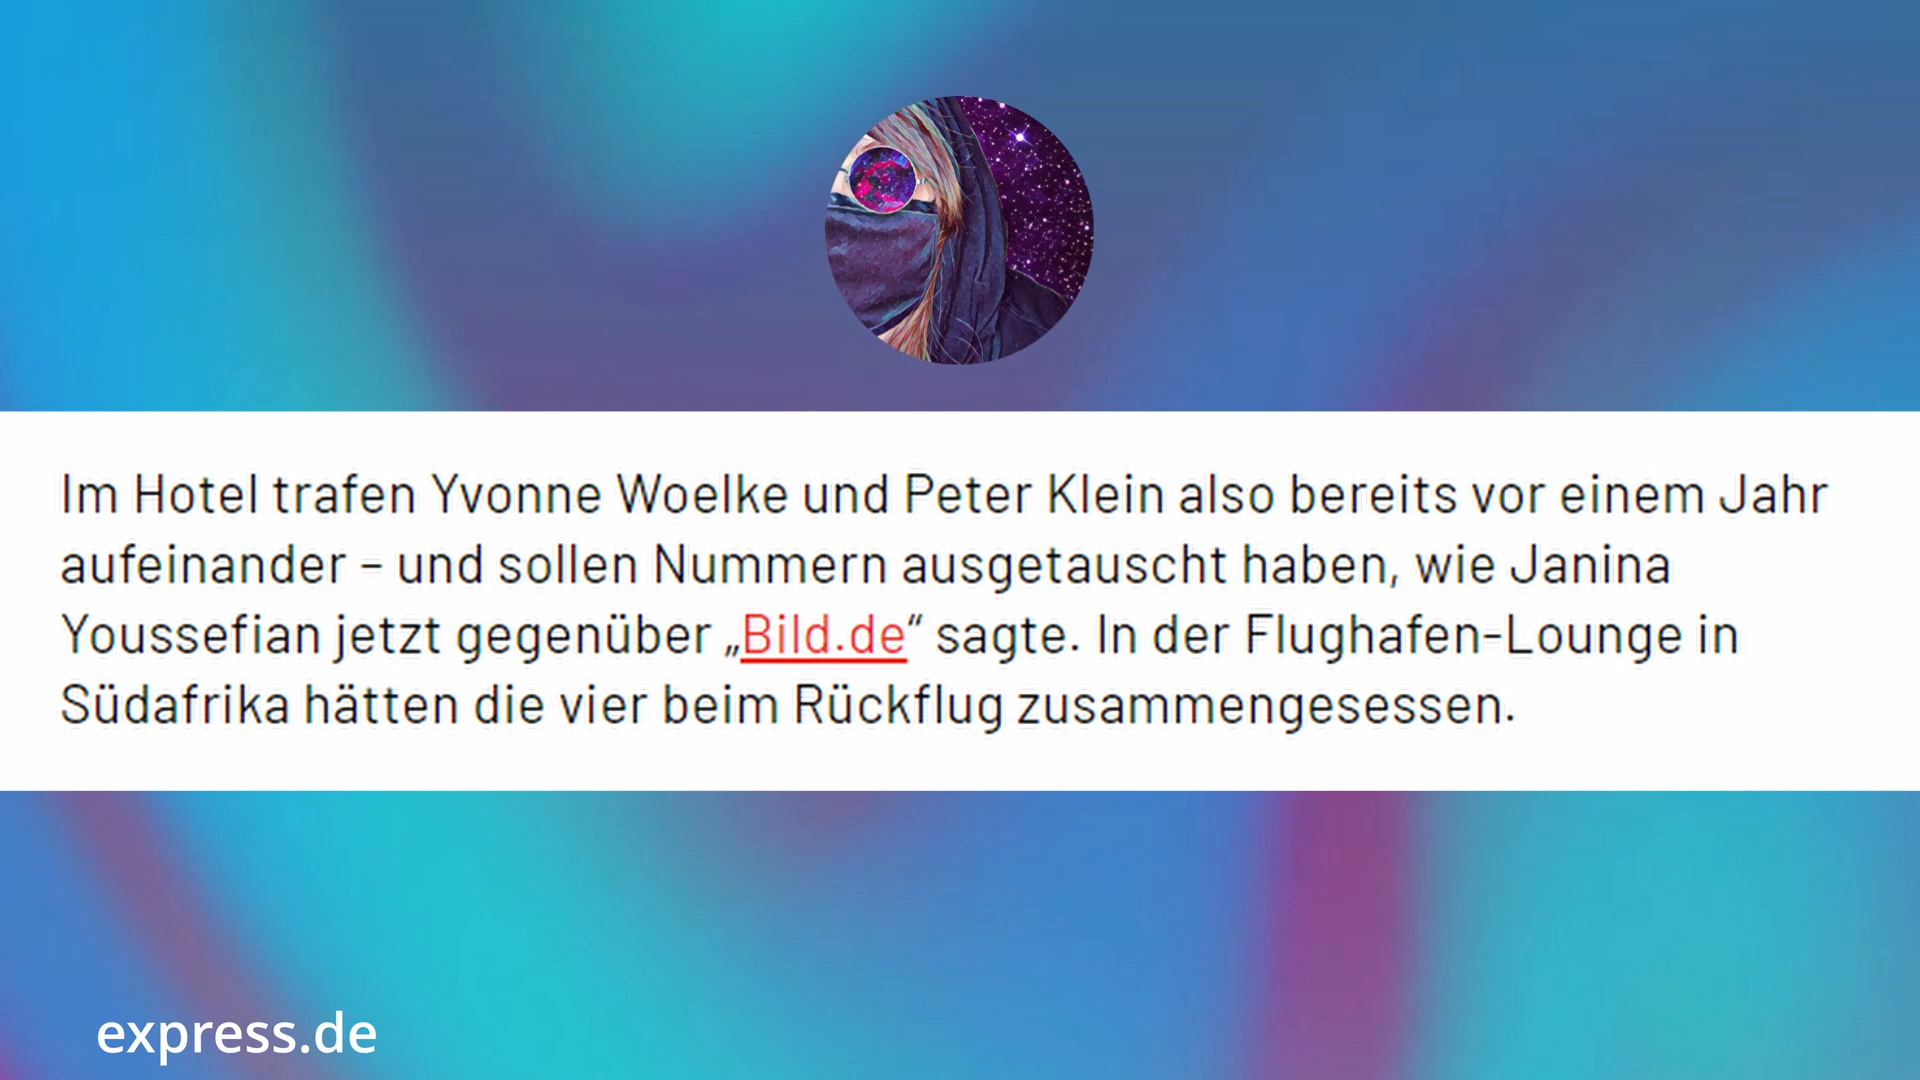 Im Hotel trafen Yvonne Woelke und Peter Klein also bereits vor einem Jahr
aufeinander – und sollen Nummern ausgetauscht haben, wie Janina
Youssefian jetzt gegenüber „Bild.de“ sagte. In der Flughafen-Lounge in
Südafrika hätten die vier beim Rückflug zusammengesessen.
express.de